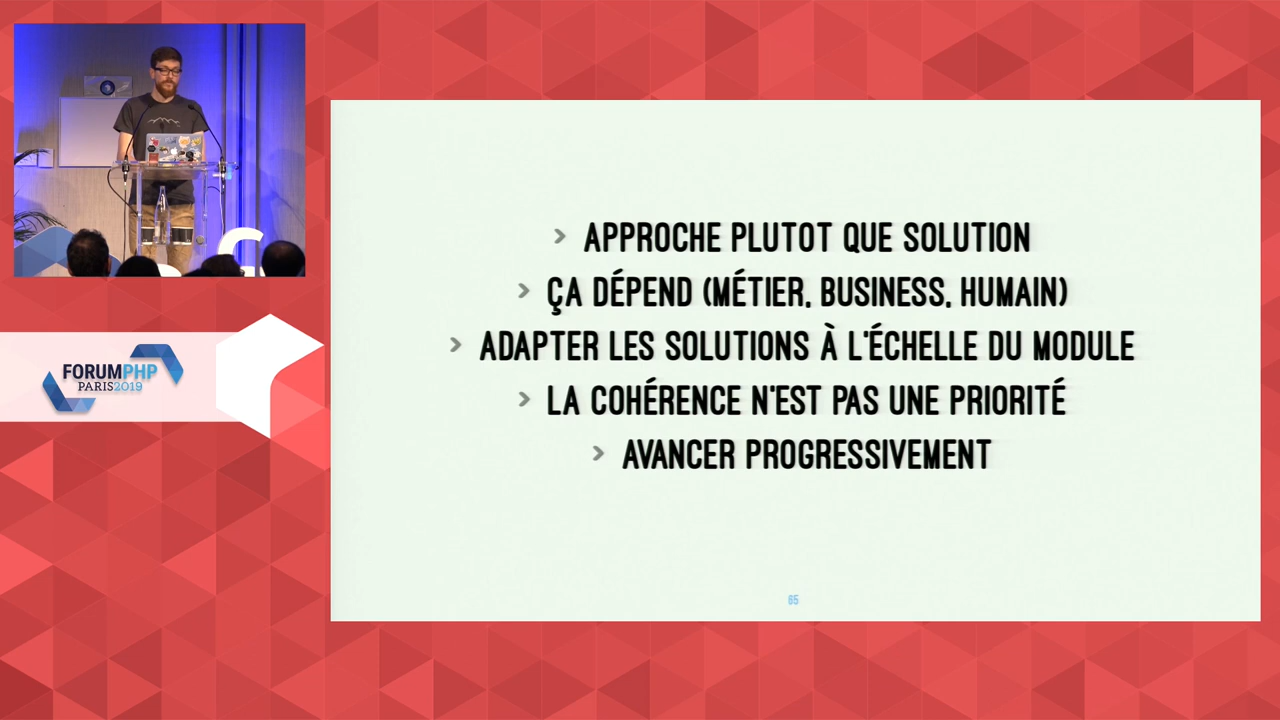 FORUMPHP
PARIS2019
> APPROCHE PLUTOT QUE SOLUTION
> ÇA DÉPEND (MÉTIER, BUSINESS, HUMAIN)
> ADAPTER LES SOLUTIONS À L'ÉCHELLE DU MODULE
> LA COHÉRENCE N'EST PAS UNE PRIORITÉ
> AVANCER PROGRESSIVEMENT
65